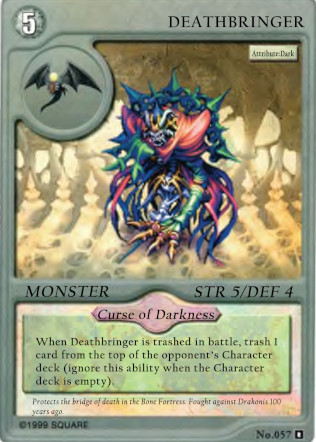 5
DEATHBRINGER
Attribute:Dark
MONSTER STR 5/DEF 4
Curse of Darkness
When Deathbringer is trashed in battle, trash 1
card from the top of the opponent's Character
deck (ignore this ability when the Character
deck is empty).
Protects the bridge of death in the Bone Fortress. Fought against Drakonis 100
years ago.
©1999 SQUARE
No.057